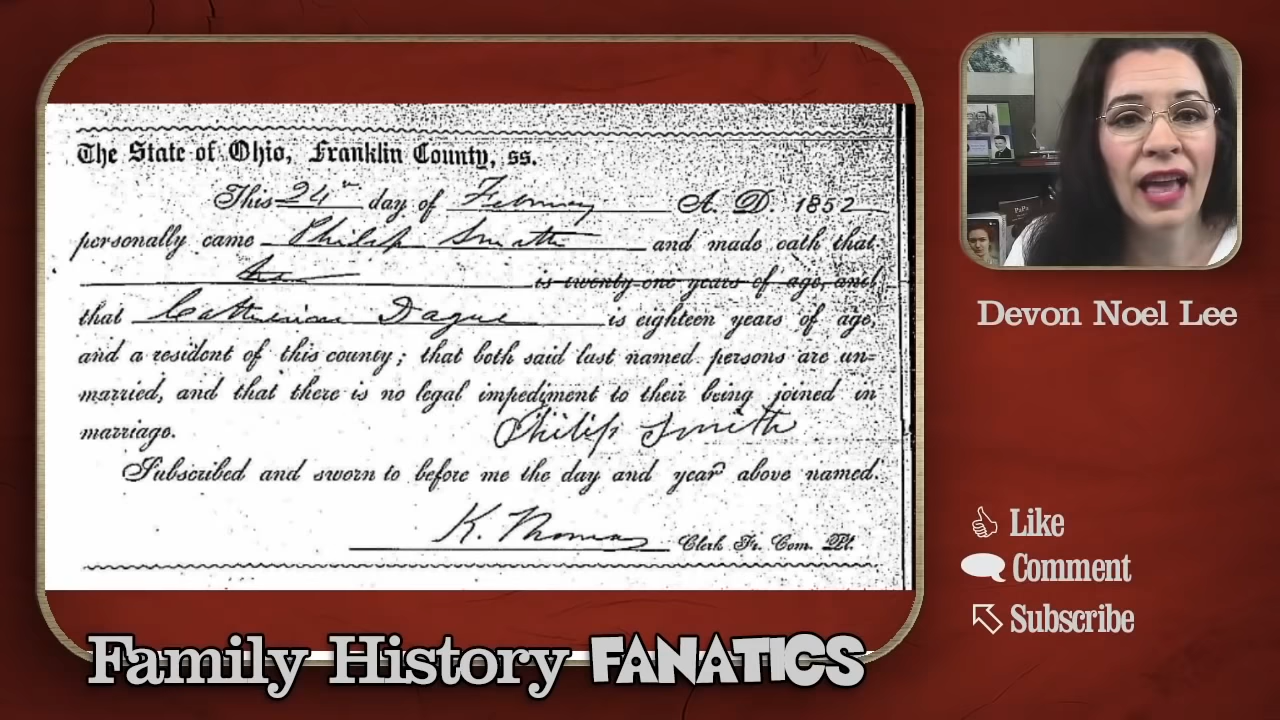 The State of Ohio, Franklin County, ss.
This 24th day of February A. D. 1852
personally came Philip Smith and made oath that
he is twenty-one years of age, and
that Catherine Dague is eighteen years of age,
and a resident of this county; that both said last named persons are un=
married, and that there is no legal impediment to their being joined in
marriage. Philip Smith
Subscribed and sworn to before me the day and year above named.
K. Thomas Clerk Fr. Com. Pl.
Devon Noel Lee
Like
Comment
Subscribe
Family History FANATICS